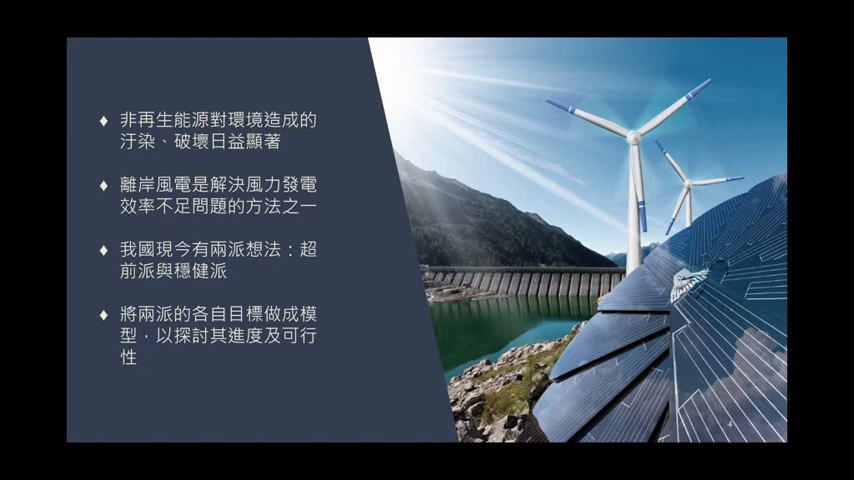 非再生能源對環境造成的
汙染、破壞日益顯著
離岸風電是解決風力發電
效率不足問題的方法之一
我國現今有兩派想法：超
前派與穩健派
將兩派的各自目標做成模
型，以探討其進度及可行
性
4